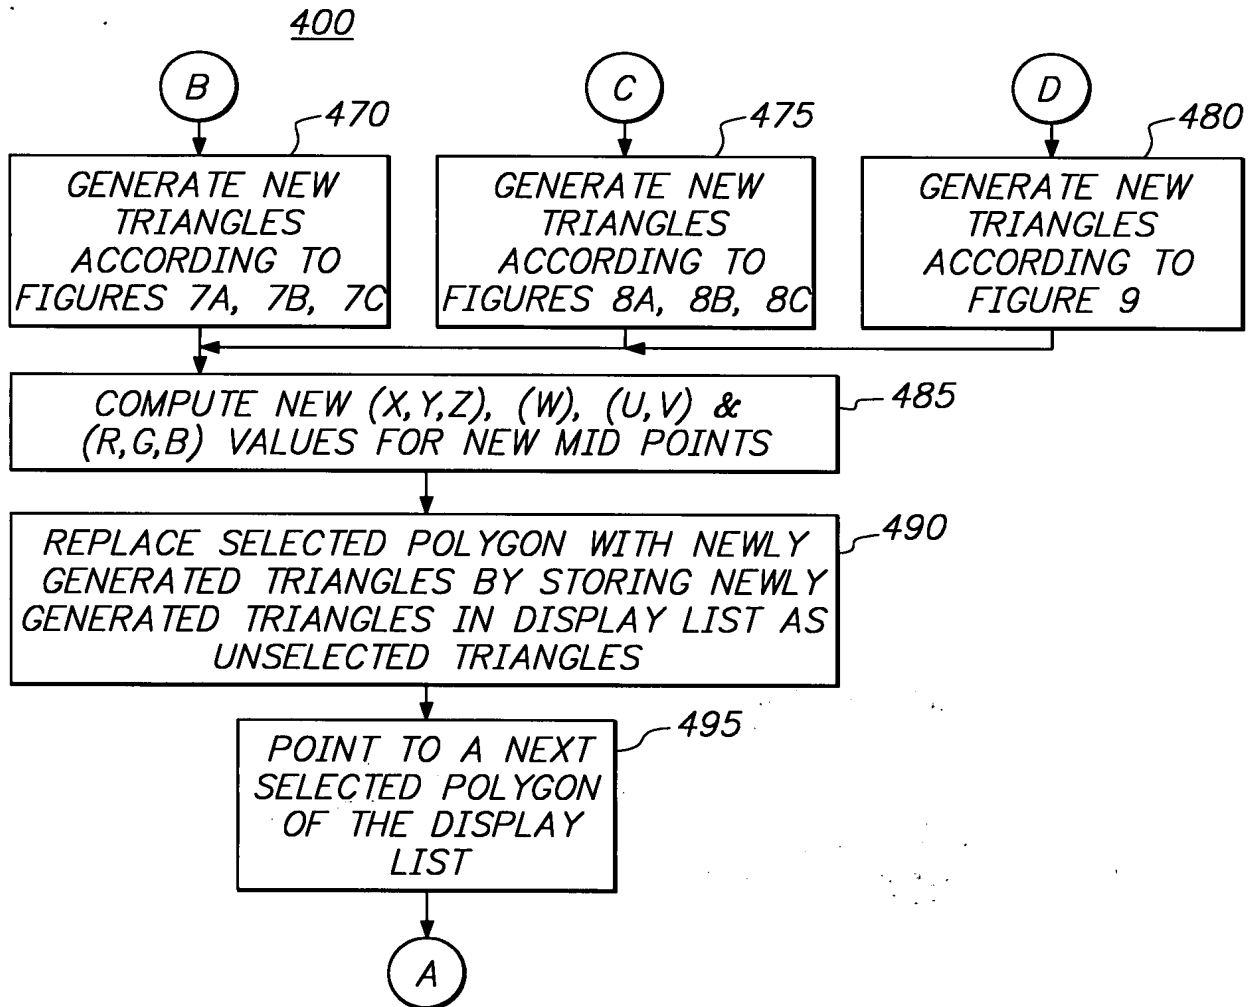 400
B
C
D
470
475
480
GENERATE NEW
TRIANGLES
ACCORDING TO
FIGURES 7A, 7B, 7C
GENERATE NEW
TRIANGLES
ACCORDING TO
FIGURES 8A, 8B, 8C
GENERATE NEW
TRIANGLES
ACCORDING TO
FIGURE 9
485
COMPUTE NEW (X,Y,Z), (W), (U,V) &
(R,G,B) VALUES FOR NEW MID POINTS
490
REPLACE SELECTED POLYGON WITH NEWLY
GENERATED TRIANGLES BY STORING NEWLY
GENERATED TRIANGLES IN DISPLAY LIST AS
UNSELECTED TRIANGLES
495
POINT TO A NEXT
SELECTED POLYGON
OF THE DISPLAY
LIST
A